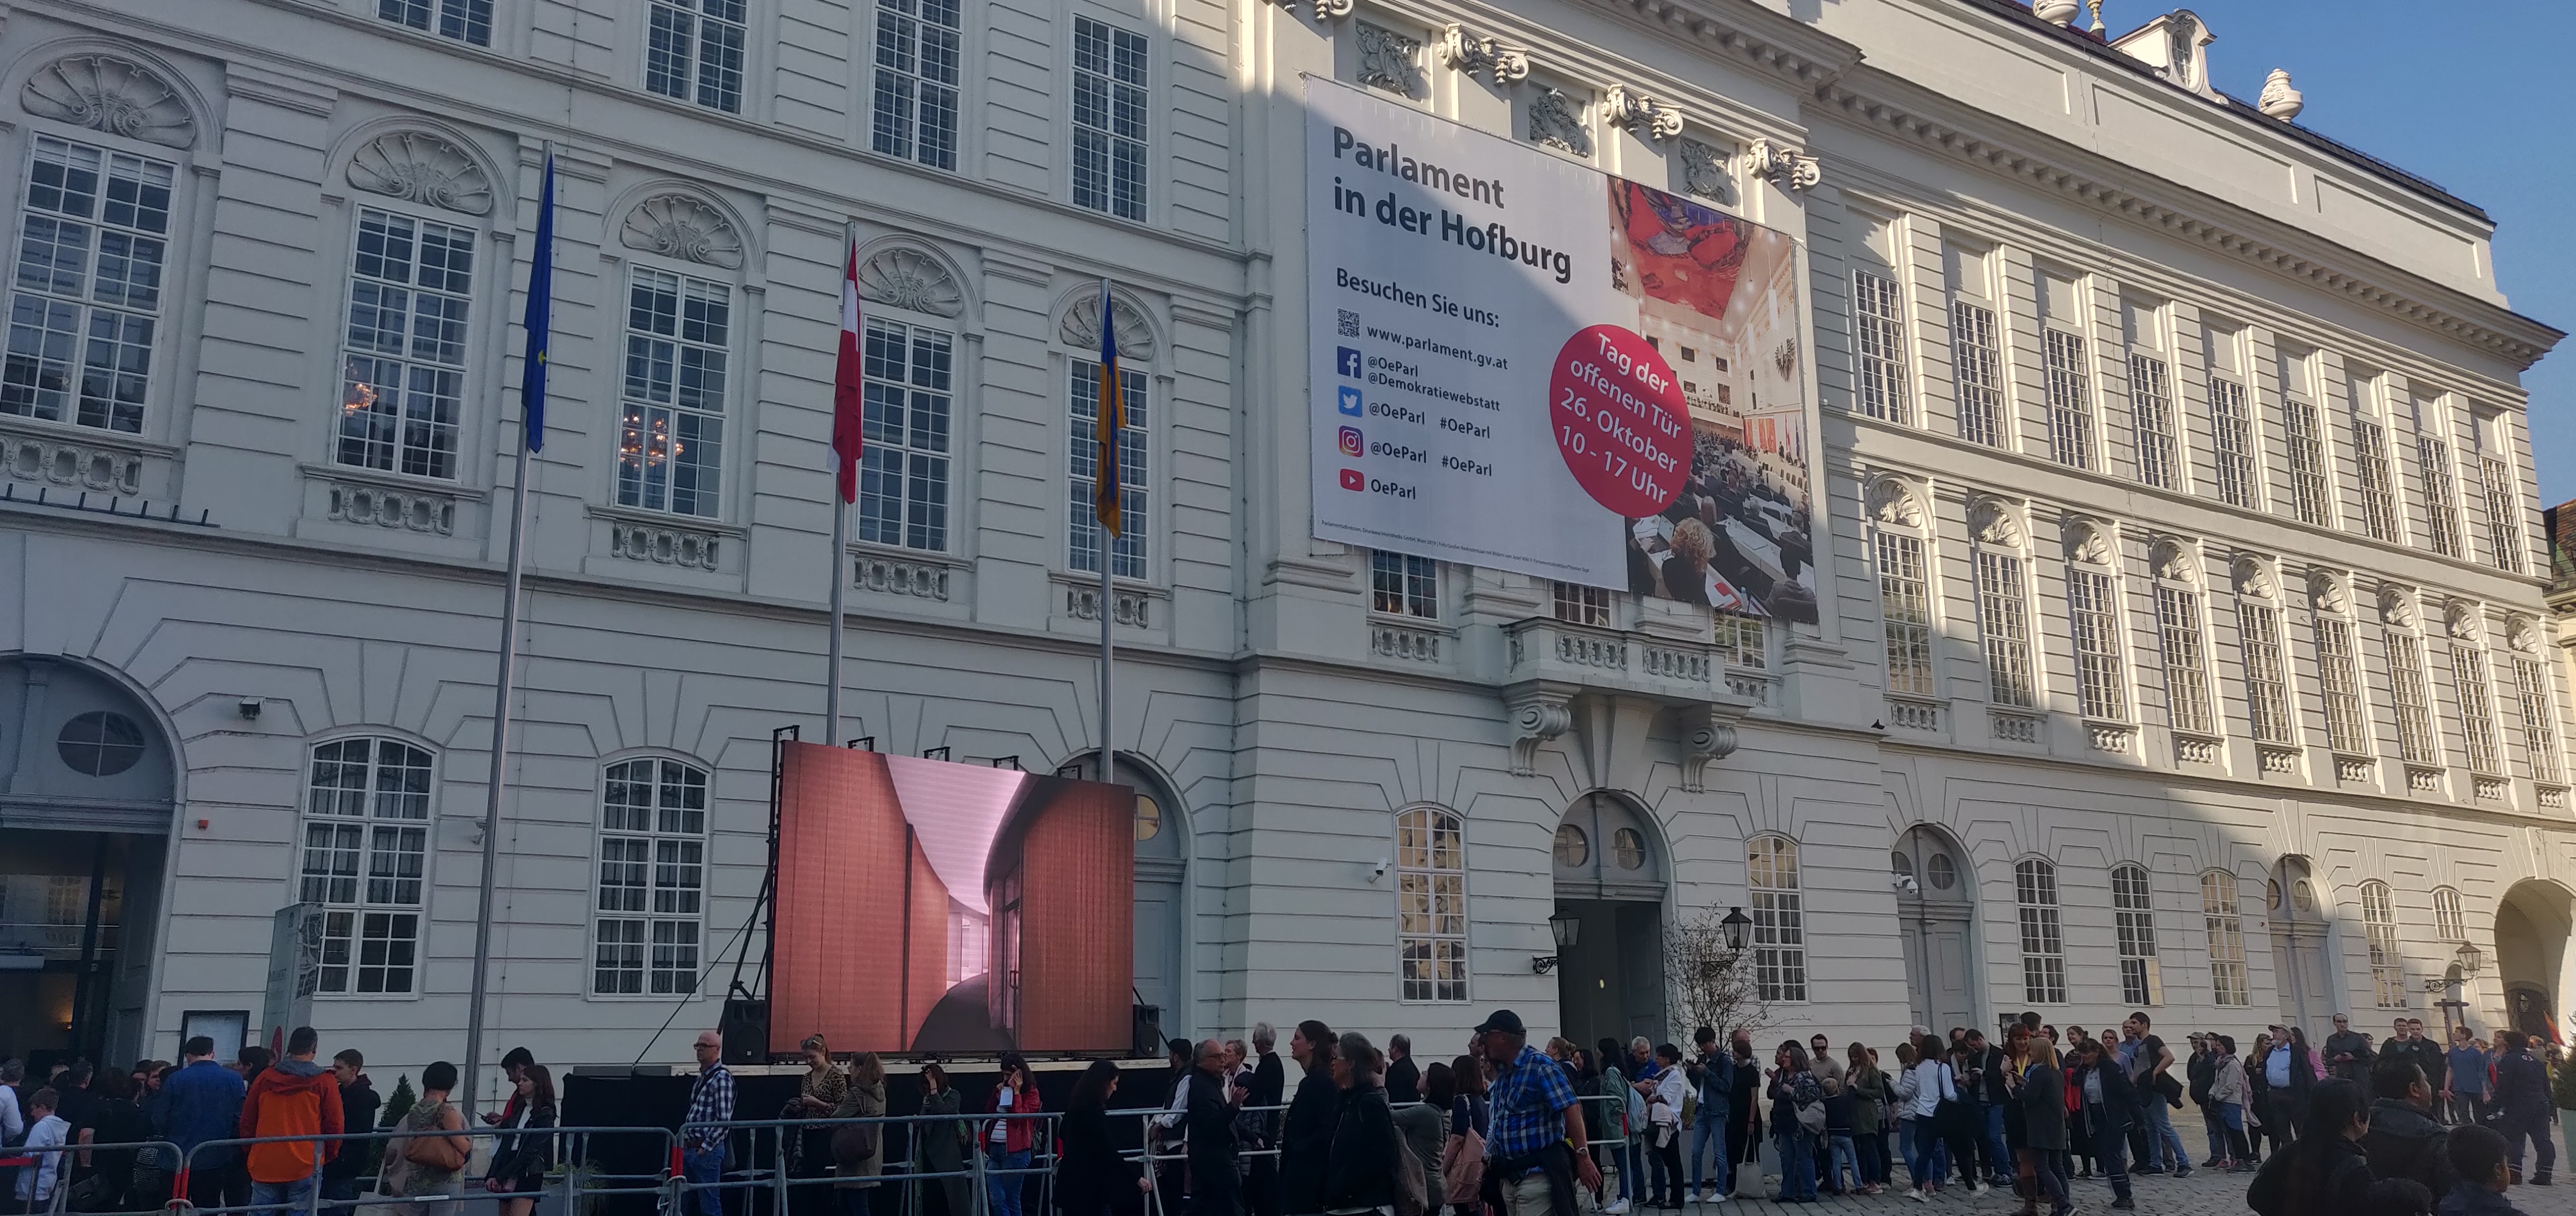 Parlament
in der Hofburg
Besuchen Sie uns:
www.parlament.gv.at
@OeParl
@Demokratiewebstatt
@OeParl #OeParl
@OeParl #OeParl
OeParl
Tag der
offenen Tür
26. Oktober
10 - 17 Uhr